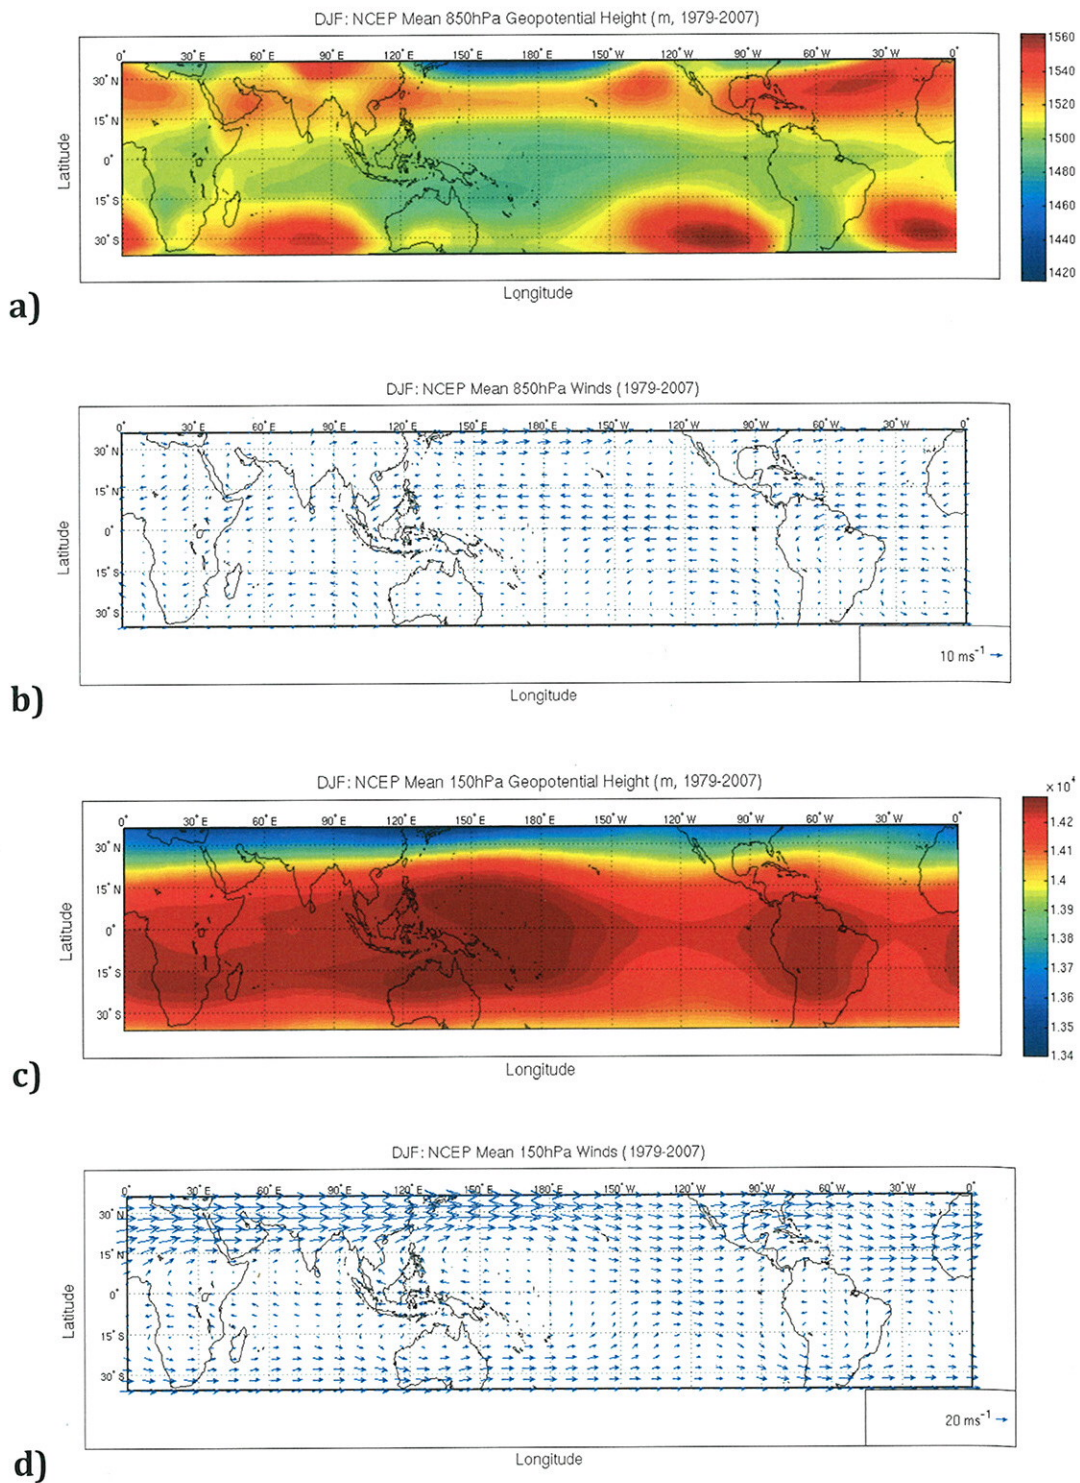 DJF: NCEP Mean 850hPa Geopotential Height (m, 1979-2007)
0° 30° E 60° E 90° E 120° E 150° E 180° E 150° W 120° W 90° W 60° W 30° W 0°
30° N
15° N
0°
15° S
30° S
Latitude
Longitude
1560
1540
1520
1500
1480
1460
1440
1420
a)
DJF: NCEP Mean 850hPa Winds (1979-2007)
0° 30° E 60° E 90° E 120° E 150° E 180° E 150° W 120° W 90° W 60° W 30° W 0°
30° N
15° N
0°
15° S
30° S
Latitude
10 ms⁻¹
Longitude
b)
DJF: NCEP Mean 150hPa Geopotential Height (m, 1979-2007)
×10⁴
0° 30° E 60° E 90° E 120° E 150° E 180° E 150° W 120° W 90° W 60° W 30° W 0°
30° N
15° N
0°
15° S
30° S
Latitude
Longitude
1.42
1.41
1.4
1.39
1.38
1.37
1.36
1.35
1.34
c)
DJF: NCEP Mean 150hPa Winds (1979-2007)
0° 30° E 60° E 90° E 120° E 150° E 180° E 150° W 120° W 90° W 60° W 30° W 0°
30° N
15° N
0°
15° S
30° S
Latitude
20 ms⁻¹
Longitude
d)